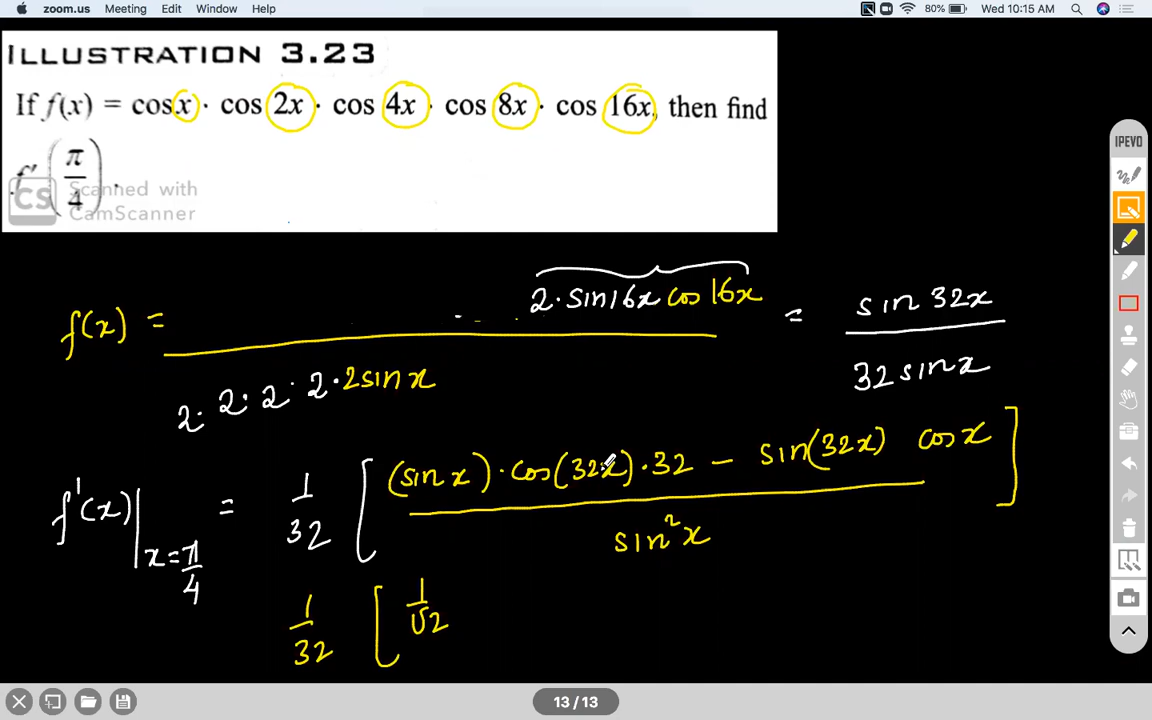 zoom.us Meeting Edit Window Help 80% Wed 10:15 AM
ILLUSTRATION 3.23
If f(x) = cos x · cos 2x · cos 4x · cos 8x · cos 16x, then find
f′(π/4).
CS Scanned with
CamScanner
IPEVO
f(x) = 2·sin16x cos 16x / 2· 2· 2· 2·2sin x = sin 32x / 32 sin x
f'(x)|x=π/4 = 1/32 [ (sin x)·cos(32x)·32 − sin(32x) cos x / sin²x ]
1/32 [ 1/√2
13 / 13